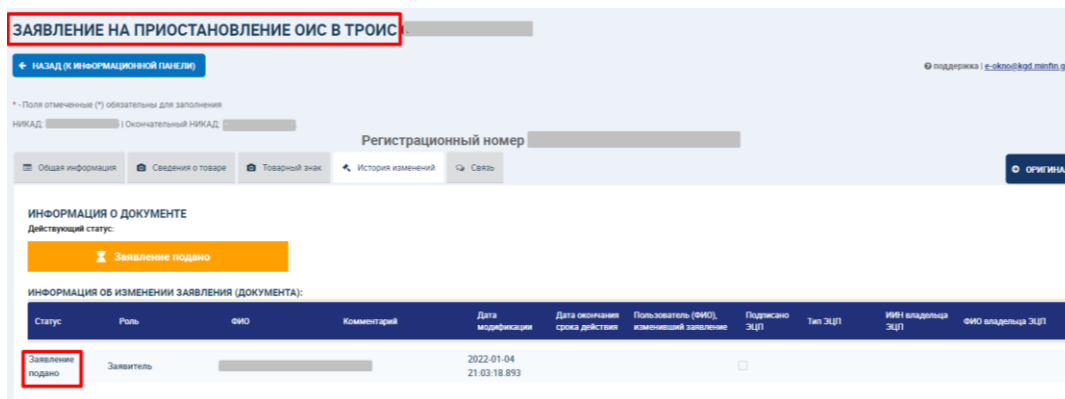 ЗАЯВЛЕНИЕ НА ПРИОСТАНОВЛЕНИЕ ОИС В ТРОИС
← НАЗАД (К ИНФОРМАЦИОННОЙ ПАНЕЛИ)
поддержка | e-okno@kgd.minfin.g
* - Поля отмеченные (*) обязательны для заполнения
НИКАД: | Окончательный НИКАД:
Регистрационный номер
Общая информация Сведения о товаре Товарный знак История изменений Связь
ОРИГИНА
ИНФОРМАЦИЯ О ДОКУМЕНТЕ
Действующий статус:
Заявление подано
ИНФОРМАЦИЯ ОБ ИЗМЕНЕНИИ ЗАЯВЛЕНИЯ (ДОКУМЕНТА):
Статус Роль ФИО Комментарий Дата модификации Дата окончания срока действия Пользователь (ФИО), изменивший заявление Подписано ЭЦП Тип ЭЦП ИИН владельца ЭЦП ФИО владельца ЭЦП
Заявление подано Заявитель 2022-01-04 21:03:18.893